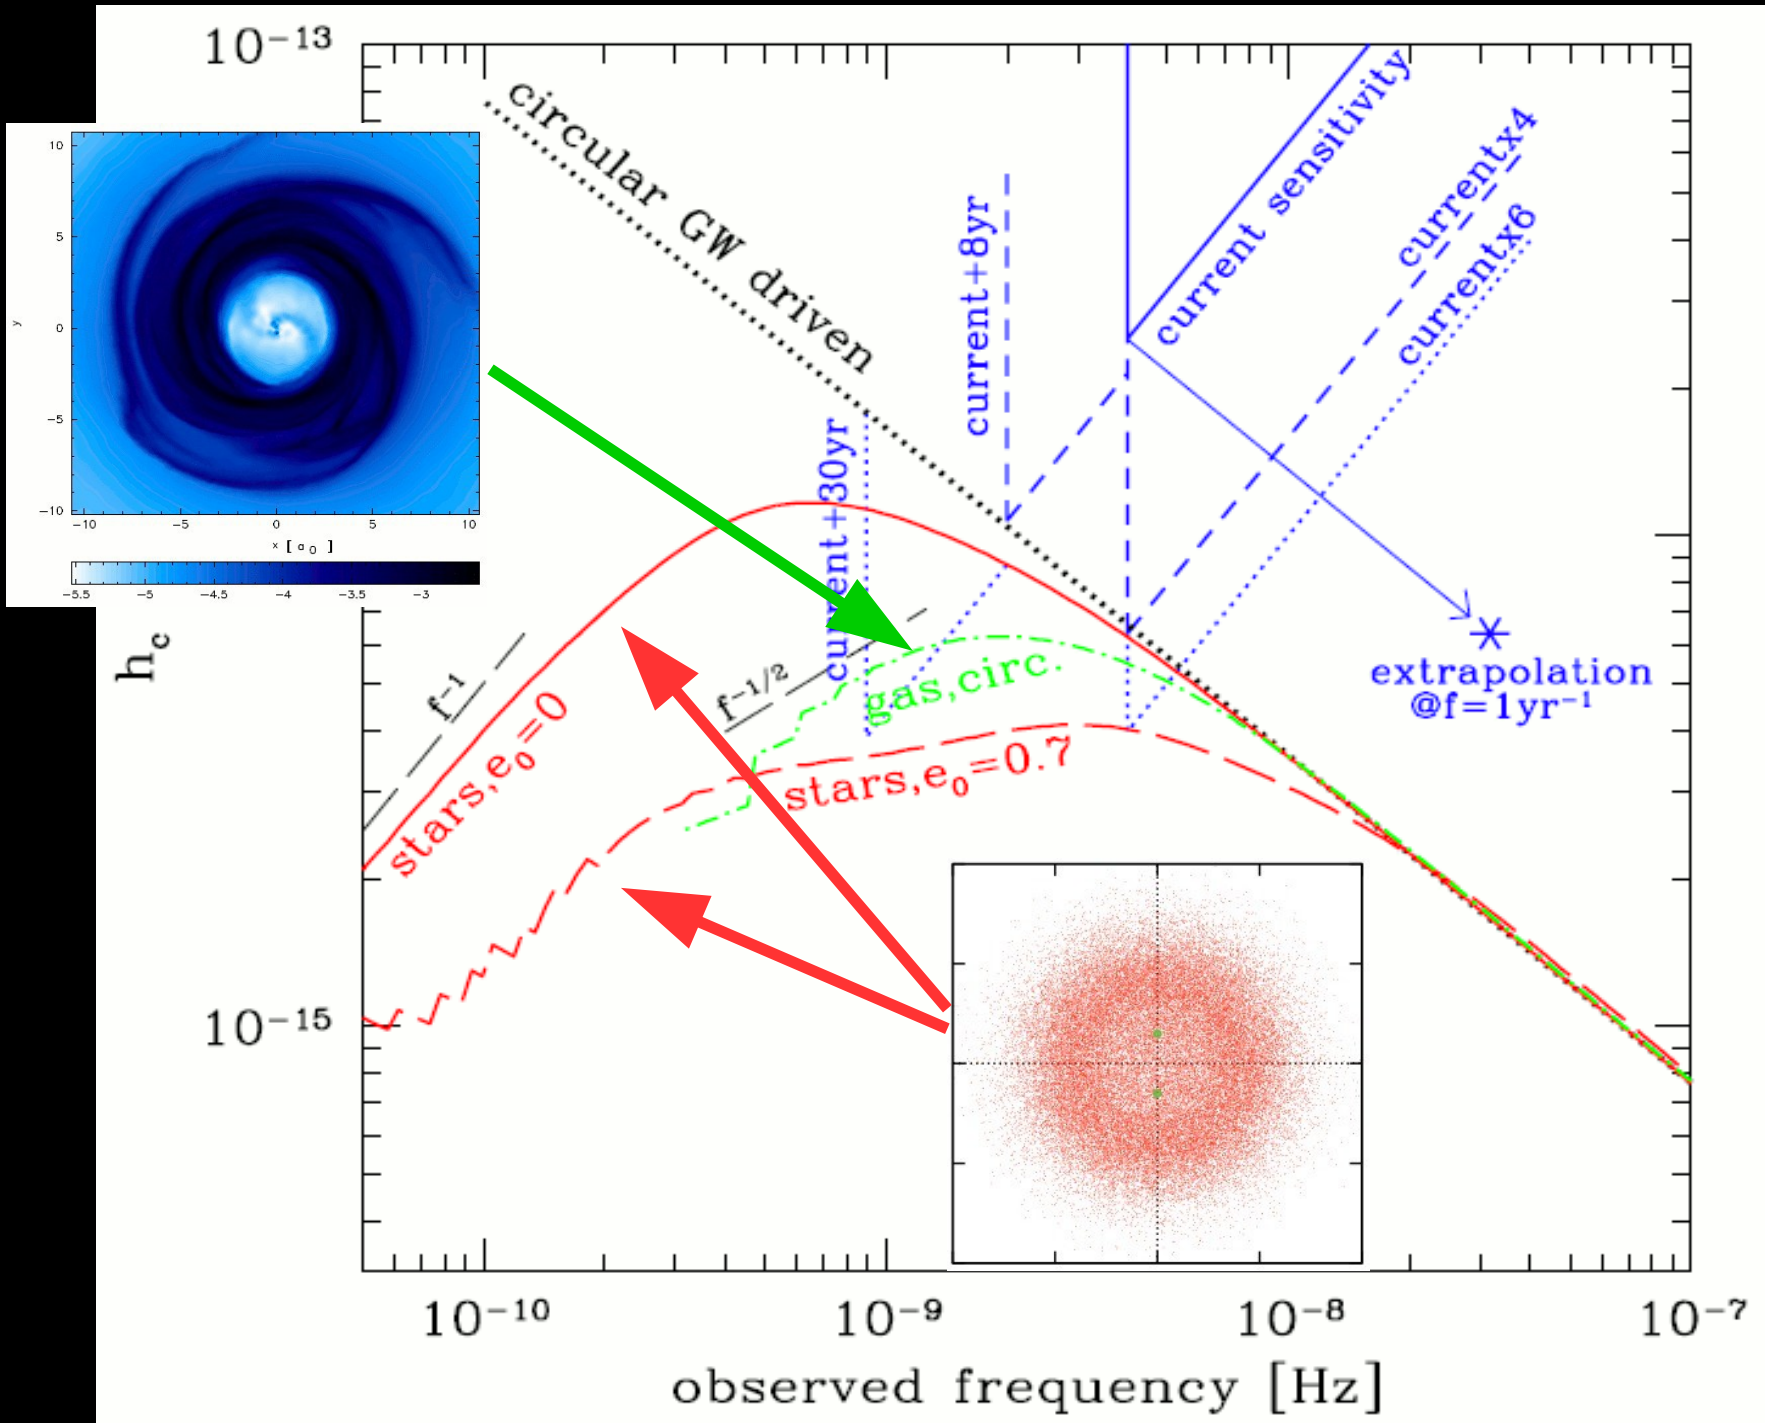 10⁻¹³
10⁻¹⁵
h_c
10⁻¹⁰
10⁻⁹
10⁻⁸
10⁻⁷
observed frequency [Hz]
circular GW driven
current+8yr
current+30yr
current sensitivity
currentx4
currentx6
extrapolation
@f=1yr⁻¹
f⁻¹
f⁻¹/²
stars,e₀=0
gas,circ.
stars,e₀=0.7
10
5
0
−5
−10
y
−10
−5
0
5
10
x [ a₀ ]
−5.5
−5
−4.5
−4
−3.5
−3